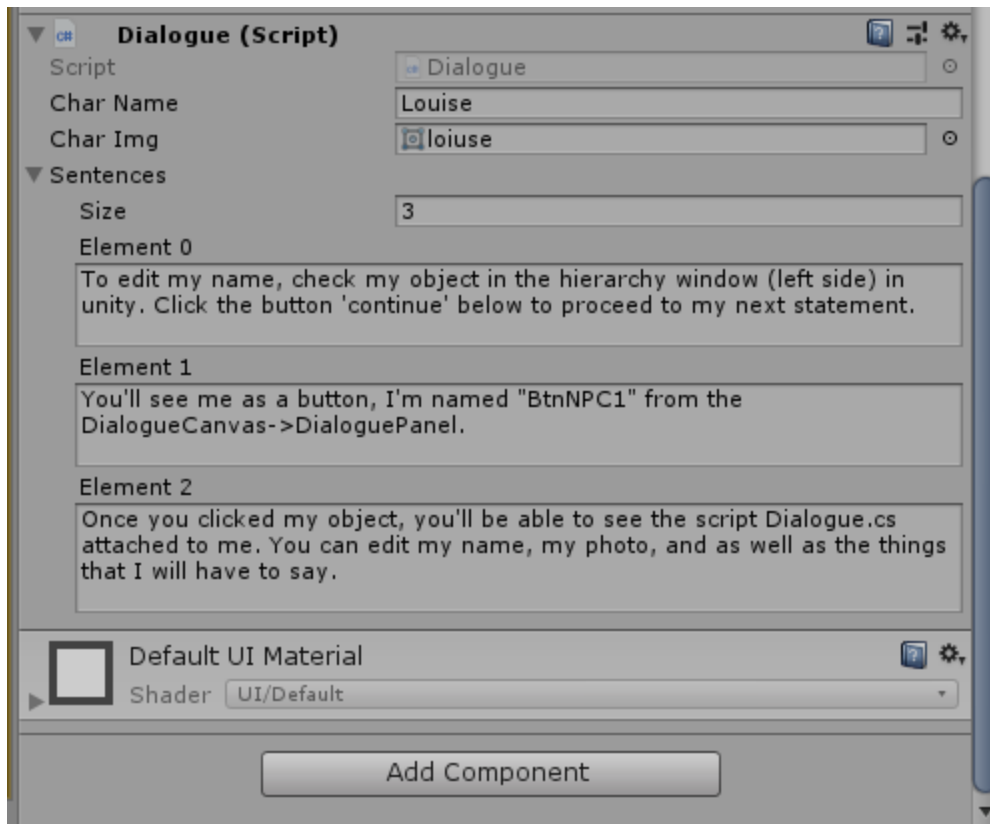 Dialogue (Script)
Script
Dialogue
Char Name
Louise
Char Img
loiuse
Sentences
Size
3
Element 0
To edit my name, check my object in the hierarchy window (left side) in
unity. Click the button 'continue' below to proceed to my next statement.
Element 1
You'll see me as a button, I'm named "BtnNPC1" from the
DialogueCanvas->DialoguePanel.
Element 2
Once you clicked my object, you'll be able to see the script Dialogue.cs
attached to me. You can edit my name, my photo, and as well as the things
that I will have to say.
Default UI Material
Shader
UI/Default
Add Component